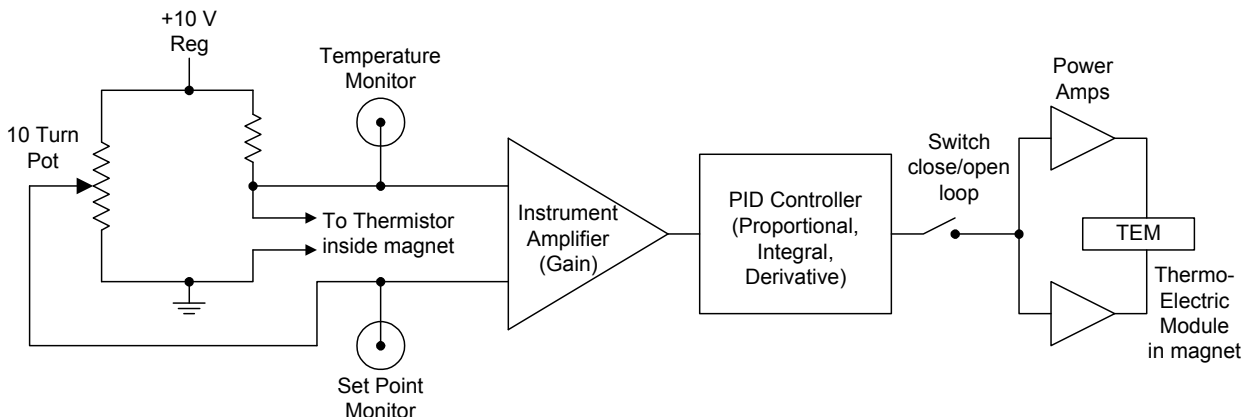 +10 V
Reg
10 Turn
Pot
Temperature
Monitor
To Thermistor
inside magnet
Set Point
Monitor
Instrument
Amplifier
(Gain)
PID Controller
(Proportional,
Integral,
Derivative)
Switch
close/open
loop
Power
Amps
TEM
Thermo-
Electric
Module
in magnet